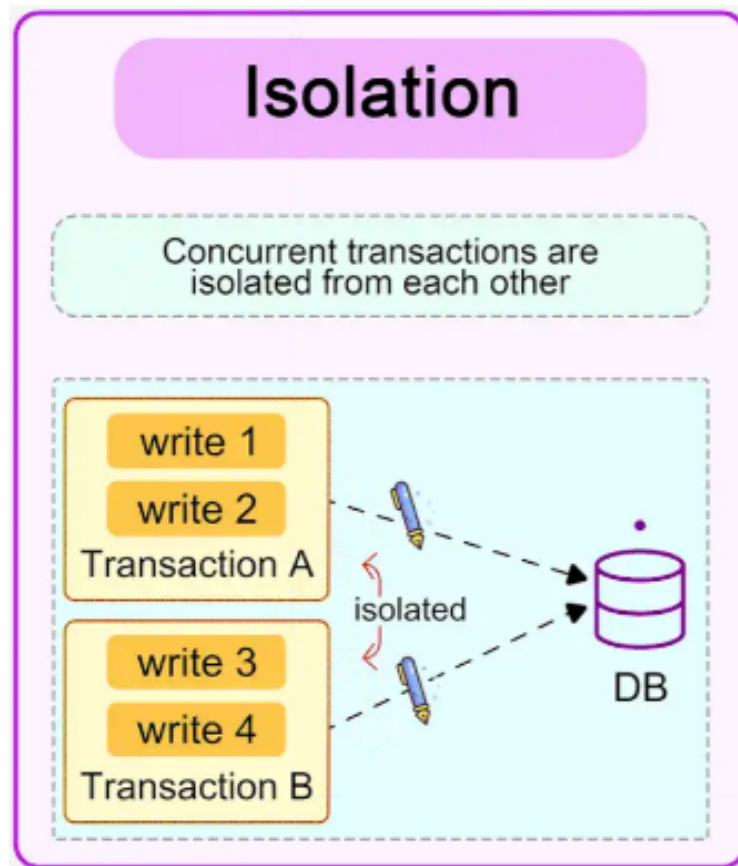 Isolation
Concurrent transactions are
isolated from each other
write 1
write 2
Transaction A
isolated
write 3
write 4
Transaction B
DB